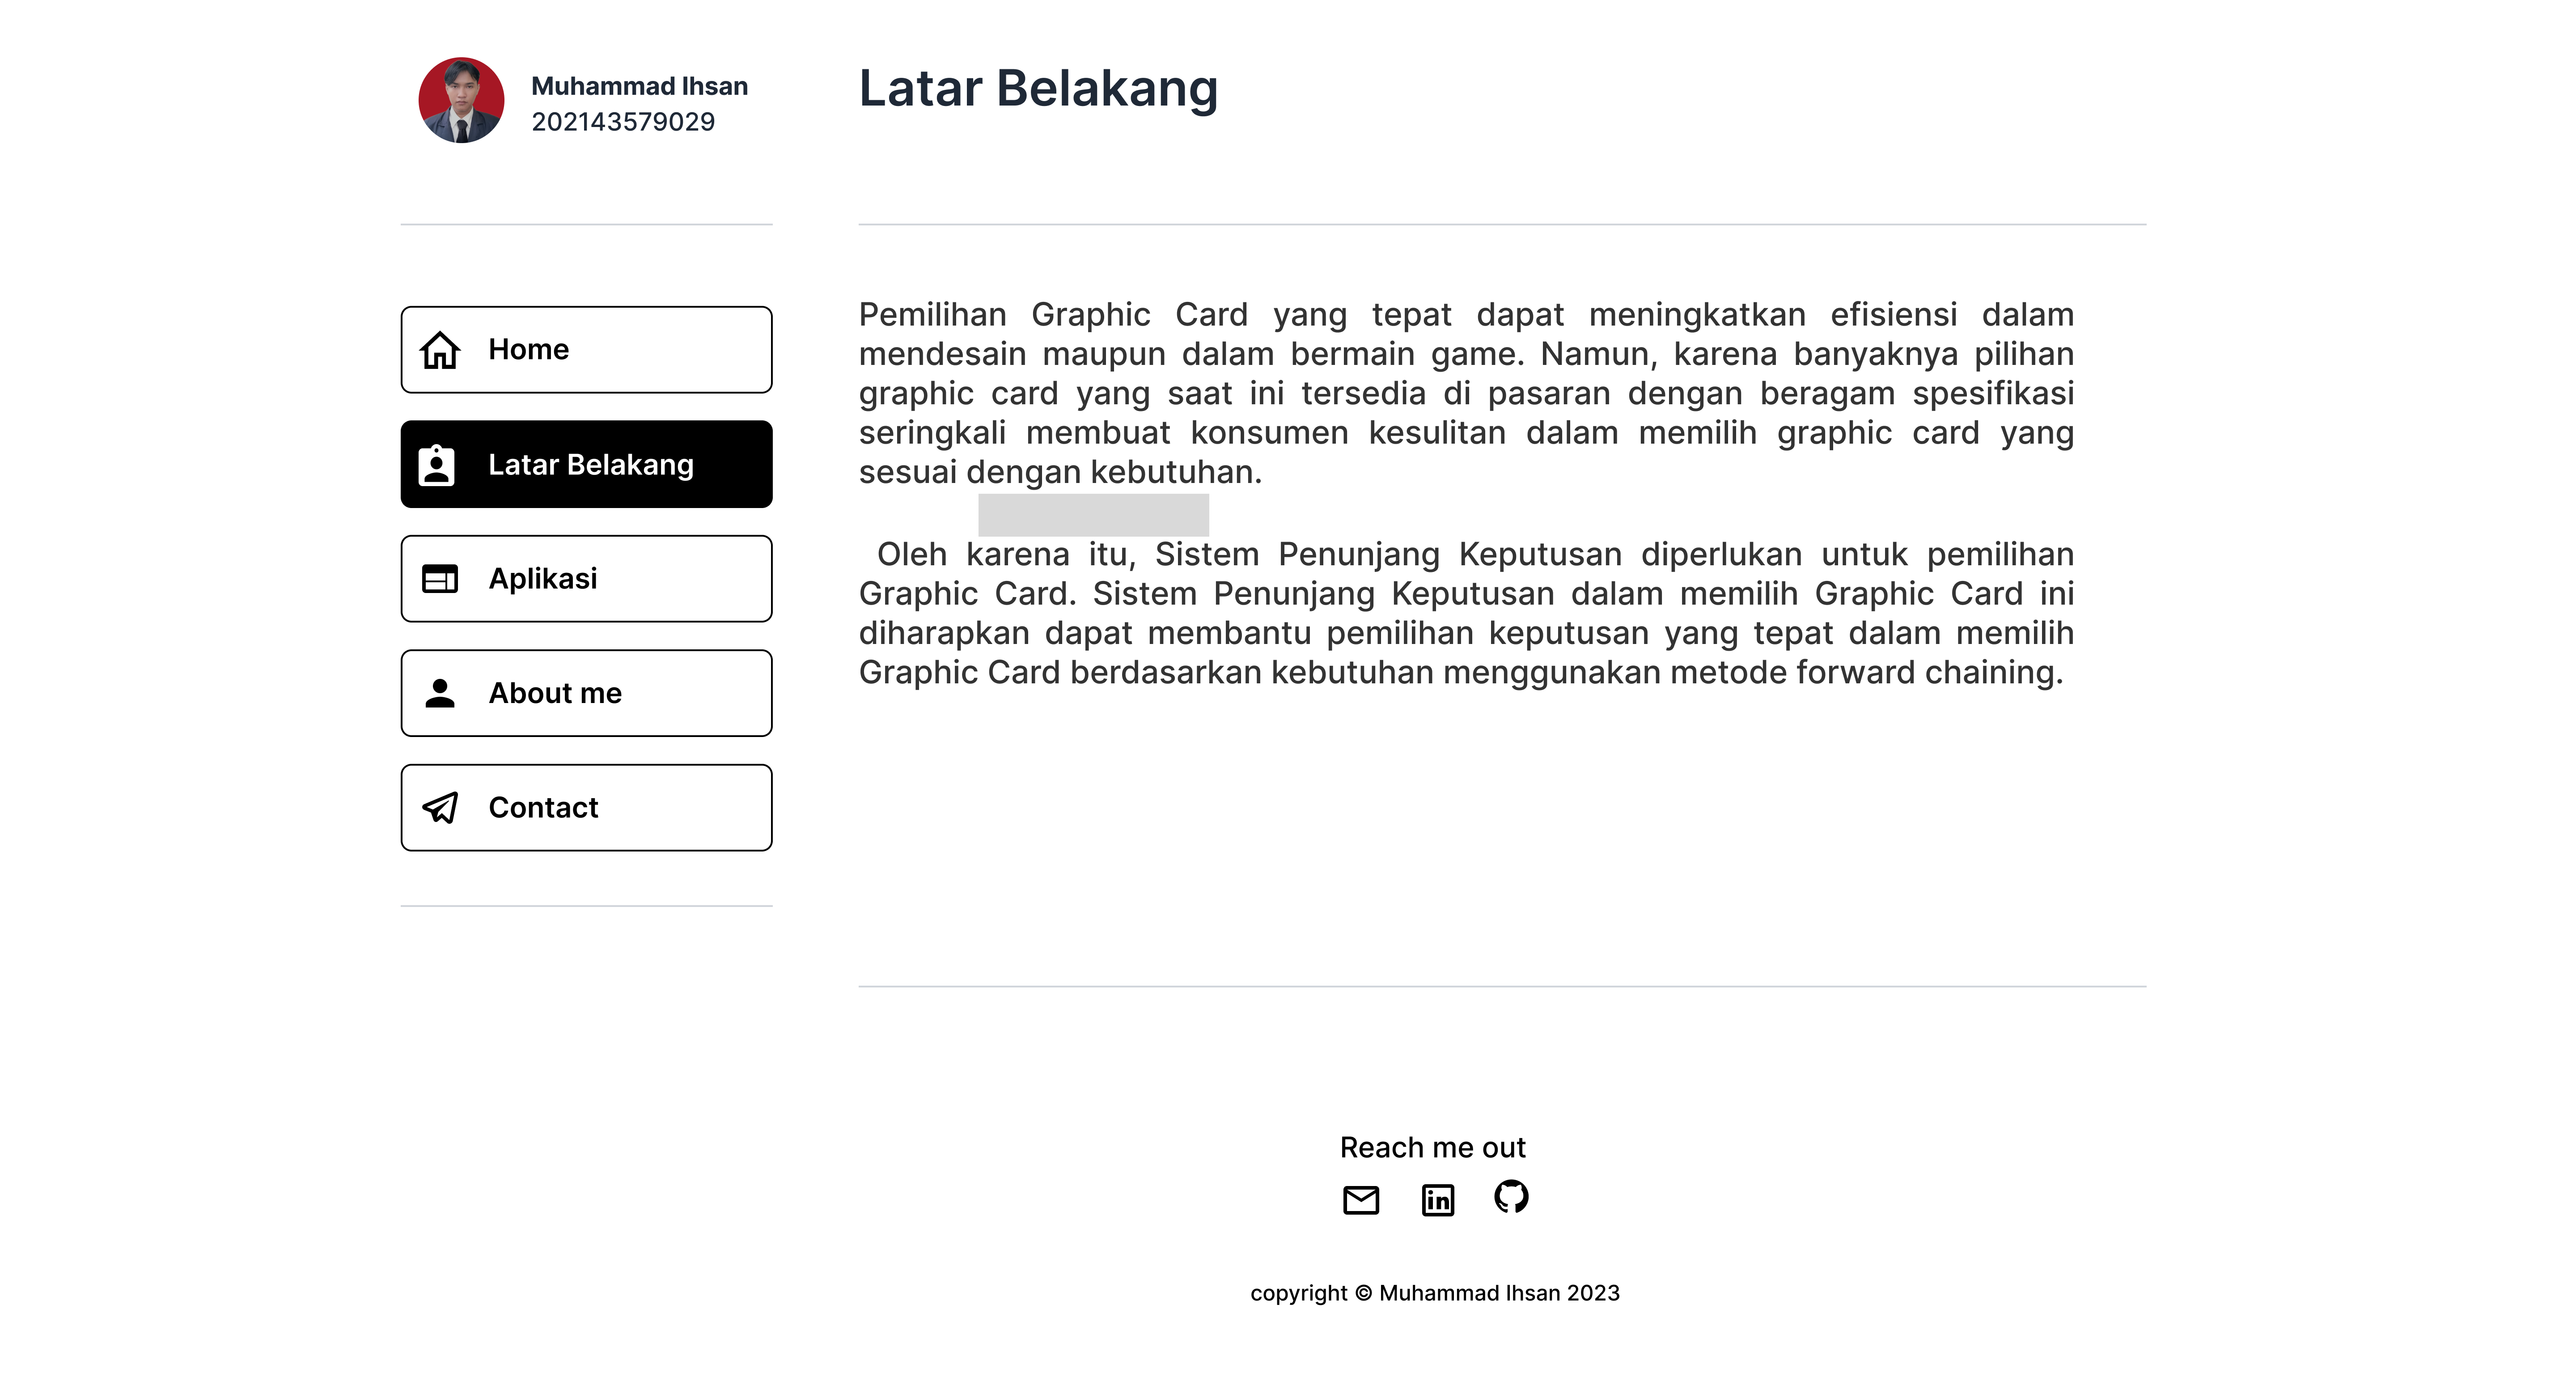 Muhammad Ihsan
202143579029
Latar Belakang
Home
Latar Belakang
Aplikasi
About me
Contact
Pemilihan Graphic Card yang tepat dapat meningkatkan efisiensi dalam
mendesain maupun dalam bermain game. Namun, karena banyaknya pilihan
graphic card yang saat ini tersedia di pasaran dengan beragam spesifikasi
seringkali membuat konsumen kesulitan dalam memilih graphic card yang
sesuai dengan kebutuhan.
Oleh karena itu, Sistem Penunjang Keputusan diperlukan untuk pemilihan
Graphic Card. Sistem Penunjang Keputusan dalam memilih Graphic Card ini
diharapkan dapat membantu pemilihan keputusan yang tepat dalam memilih
Graphic Card berdasarkan kebutuhan menggunakan metode forward chaining.
Reach me out
in
copyright © Muhammad Ihsan 2023